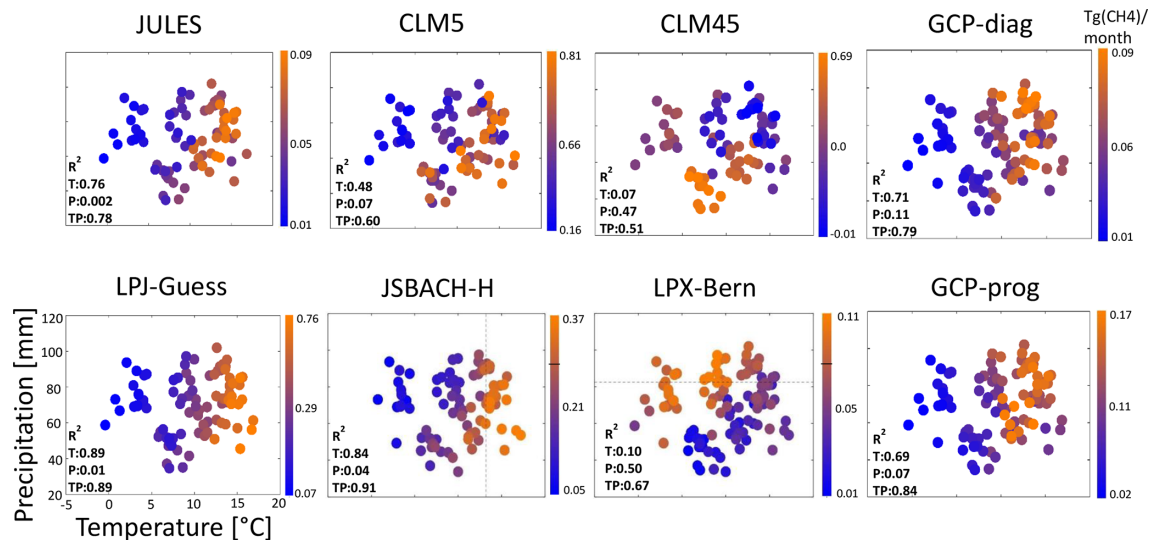 JULES
CLM5
CLM45
GCP-diag
Tg(CH4)/
month
0.09
0.05
0.01
R2
T:0.76
P:0.002
TP:0.78
0.81
0.66
0.16
R2
T:0.48
P:0.07
TP:0.60
0.69
0.0
-0.01
R2
T:0.07
P:0.47
TP:0.51
0.09
0.06
0.01
R2
T:0.71
P:0.11
TP:0.79
LPJ-Guess
JSBACH-H
LPX-Bern
GCP-prog
Precipitation [mm]
120
100
80
60
40
20
R2
T:0.89
P:0.01
TP:0.89
0.76
0.29
0.07
-5
0
5
10
15
20
Temperature [°C]
R2
T:0.84
P:0.04
TP:0.91
0.37
0.21
0.05
R2
T:0.10
P:0.50
TP:0.67
0.11
0.05
0.01
R2
T:0.69
P:0.07
TP:0.84
0.17
0.11
0.02